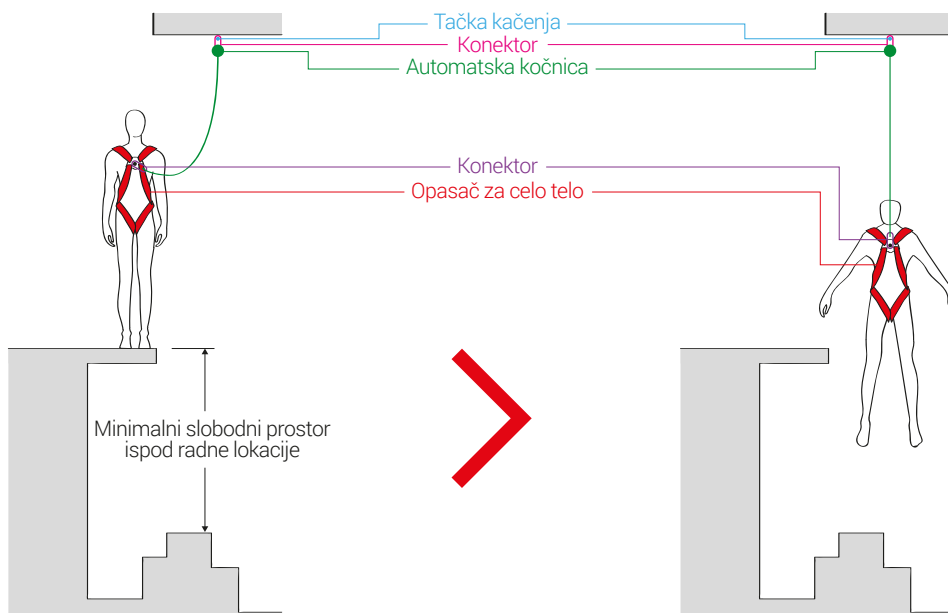 Tačka kačenja
Konektor
Automatska kočnica
Konektor
Opasač za celo telo
Minimalni slobodni prostor
ispod radne lokacije